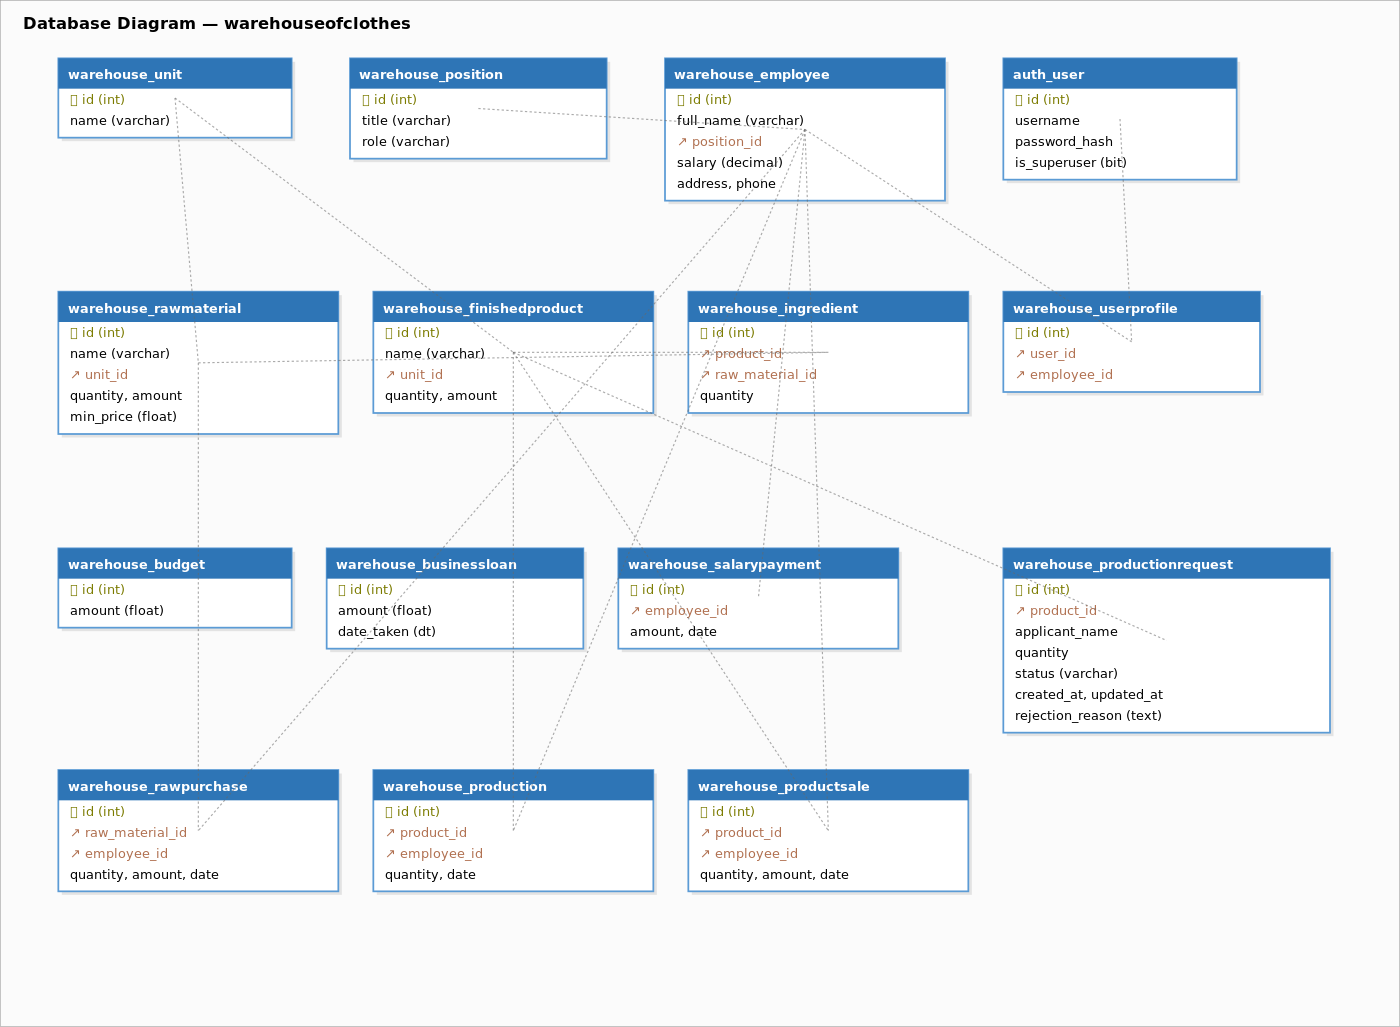 Database Diagram — warehouseofclothes
warehouse_unit
id (int)
name (varchar)
warehouse_position
id (int)
title (varchar)
role (varchar)
warehouse_employee
id (int)
full_name (varchar)
↗ position_id
salary (decimal)
address, phone
auth_user
id (int)
username
password_hash
is_superuser (bit)
warehouse_rawmaterial
id (int)
name (varchar)
↗ unit_id
quantity, amount
min_price (float)
warehouse_finishedproduct
id (int)
name (varchar)
↗ unit_id
quantity, amount
warehouse_ingredient
id (int)
↗ product_id
↗ raw_material_id
quantity
warehouse_userprofile
id (int)
↗ user_id
↗ employee_id
warehouse_budget
id (int)
amount (float)
warehouse_businessloan
id (int)
amount (float)
date_taken (dt)
warehouse_salarypayment
id (int)
↗ employee_id
amount, date
warehouse_productionrequest
id (int)
↗ product_id
applicant_name
quantity
status (varchar)
created_at, updated_at
rejection_reason (text)
warehouse_rawpurchase
id (int)
↗ raw_material_id
↗ employee_id
quantity, amount, date
warehouse_production
id (int)
↗ product_id
↗ employee_id
quantity, date
warehouse_productsale
id (int)
↗ product_id
↗ employee_id
quantity, amount, date